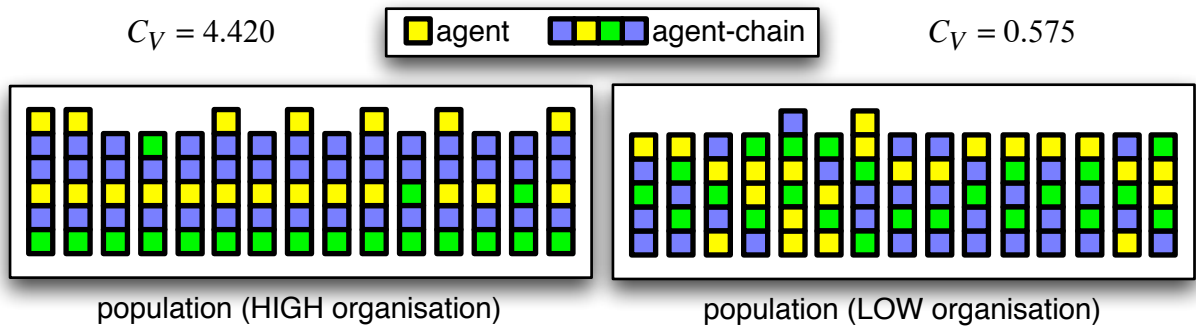 C_V = 4.420
agent
agent-chain
C_V = 0.575
population (HIGH organisation)
population (LOW organisation)